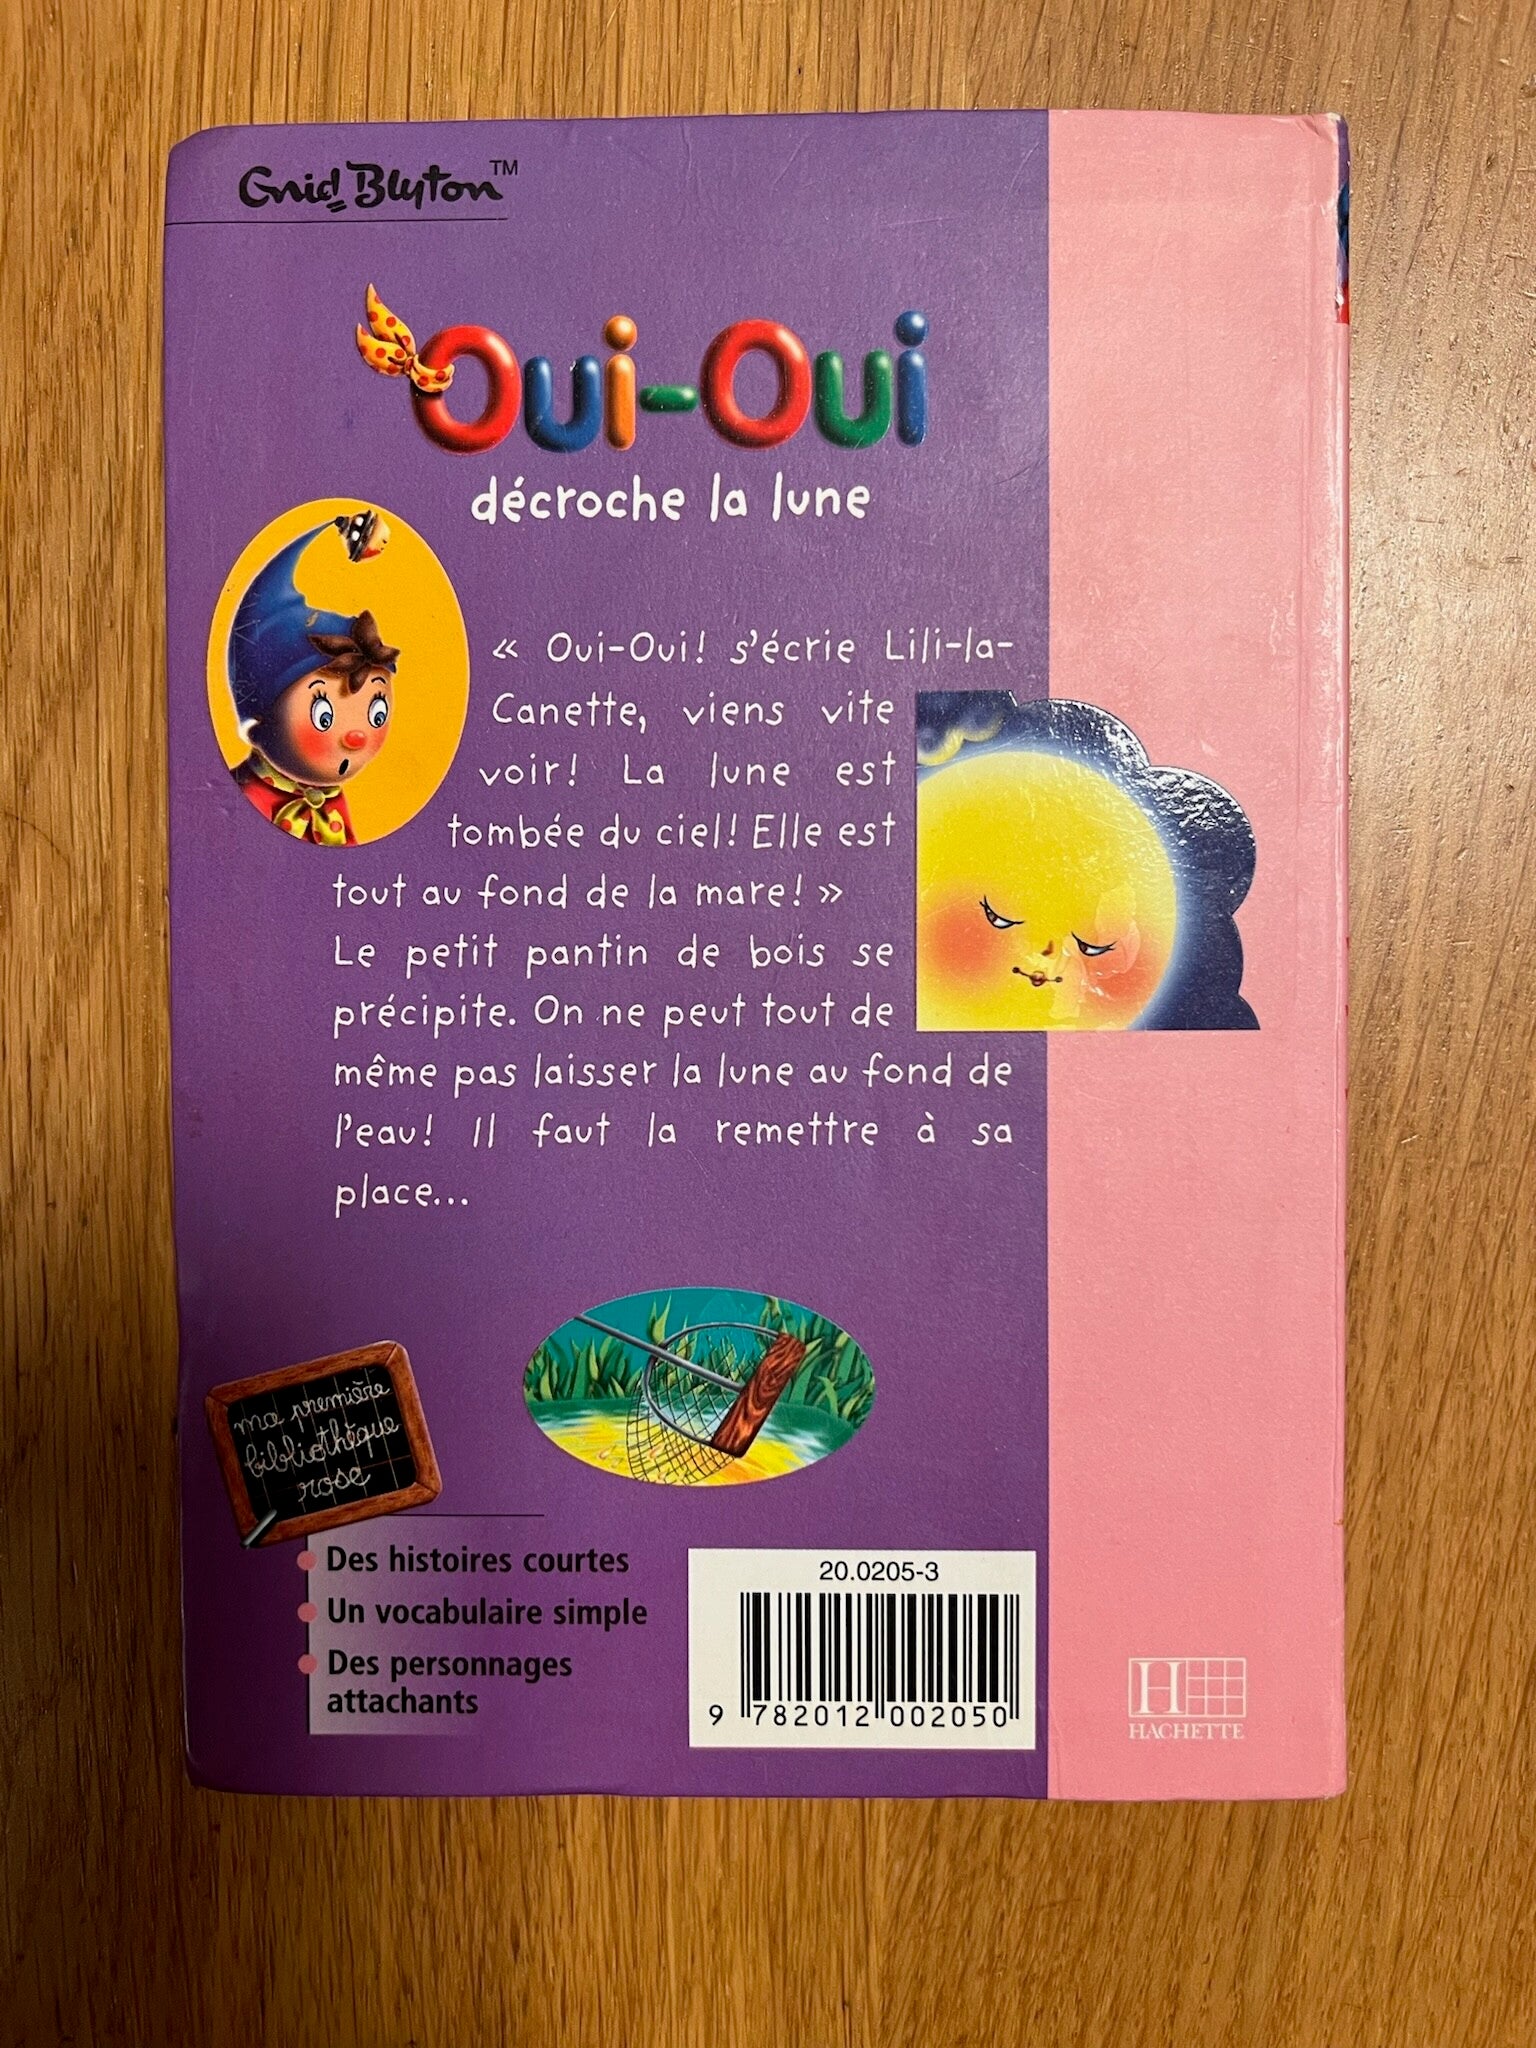 Enid Blyton™
Oui-Oui
décroche la lune
« Oui-Oui! s'écrie Lili-la-
Canette, viens vite
voir! La lune est
tombée du ciel! Elle est
tout au fond de la mare! »
Le petit pantin de bois se
précipite. On ne peut tout de
même pas laisser la lune au fond de
l'eau! Il faut la remettre à sa
place...
ma première
bibliothèque
rose
Des histoires courtes
Un vocabulaire simple
Des personnages
attachants
20.0205-3
9 782012 002050
H
HACHETTE